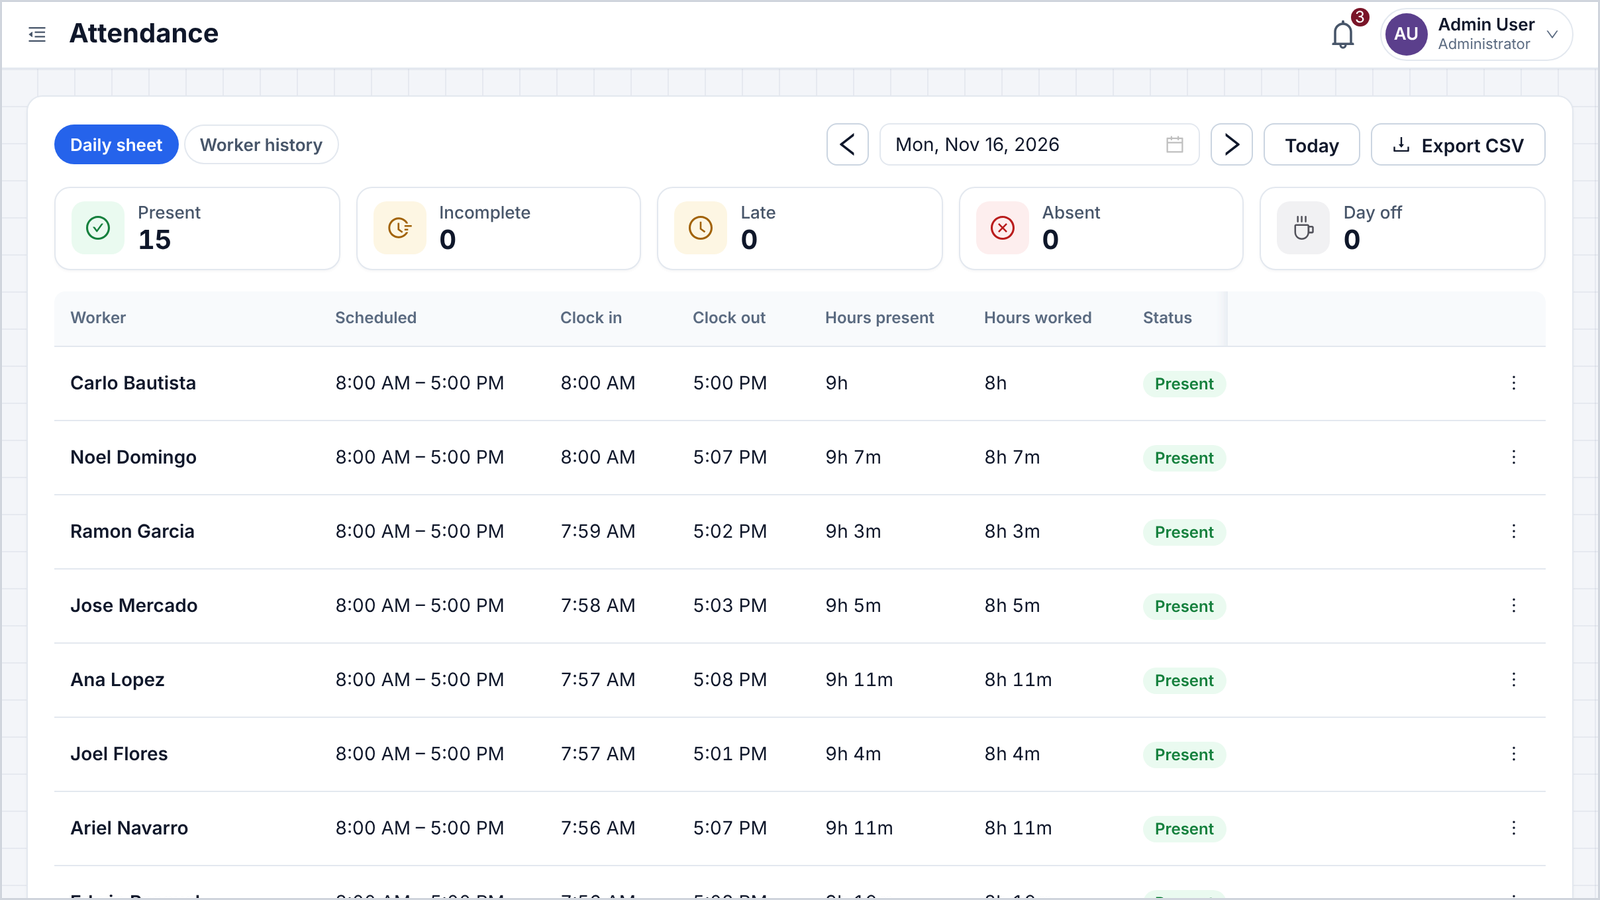 Attendance
3
AU
Admin User
Administrator
Daily sheet
Worker history
Mon, Nov 16, 2026
Today
Export CSV
Present
15
Incomplete
0
Late
0
Absent
0
Day off
0
Worker Scheduled Clock in Clock out Hours present Hours worked Status
Carlo Bautista 8:00 AM – 5:00 PM 8:00 AM 5:00 PM 9h 8h Present
Noel Domingo 8:00 AM – 5:00 PM 8:00 AM 5:07 PM 9h 7m 8h 7m Present
Ramon Garcia 8:00 AM – 5:00 PM 7:59 AM 5:02 PM 9h 3m 8h 3m Present
Jose Mercado 8:00 AM – 5:00 PM 7:58 AM 5:03 PM 9h 5m 8h 5m Present
Ana Lopez 8:00 AM – 5:00 PM 7:57 AM 5:08 PM 9h 11m 8h 11m Present
Joel Flores 8:00 AM – 5:00 PM 7:57 AM 5:01 PM 9h 4m 8h 4m Present
Ariel Navarro 8:00 AM – 5:00 PM 7:56 AM 5:07 PM 9h 11m 8h 11m Present